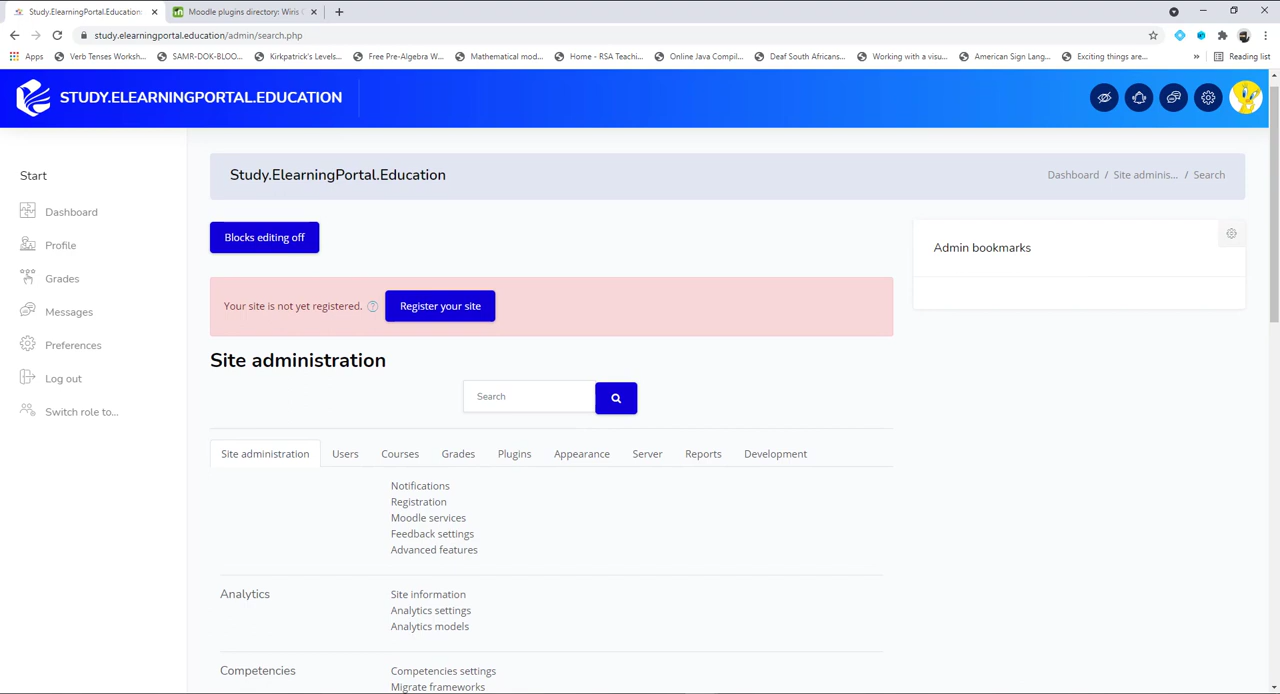 Study.ElearningPortal.Education:
Moodle plugins directory: Wiris
study.elearningportal.education/admin/search.php
Apps
Verb Tenses Worksh...
SAMR-DOK-BLOO...
Kirkpatrick's Levels...
Free Pre-Algebra W...
Mathematical mod...
Home - RSA Teachi...
Online Java Compil...
Deaf South Africans...
Working with a visu...
American Sign Lang...
Exciting things are...
»
Reading list
STUDY.ELEARNINGPORTAL.EDUCATION
Start
Dashboard
Profile
Grades
Messages
Preferences
Log out
Switch role to...
Study.ElearningPortal.Education
Dashboard / Site adminis... / Search
Blocks editing off
Your site is not yet registered.
Register your site
Site administration
Search
Site administration Users Courses Grades Plugins Appearance Server Reports Development
Notifications
Registration
Moodle services
Feedback settings
Advanced features
Analytics
Site information
Analytics settings
Analytics models
Competencies
Competencies settings
Migrate frameworks
Admin bookmarks